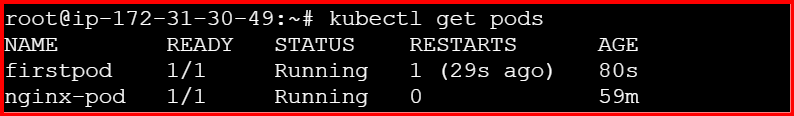 root@ip-172-31-30-49:~# kubectl get pods
NAME        READY   STATUS    RESTARTS      AGE
firstpod    1/1     Running   1 (29s ago)   80s
nginx-pod   1/1     Running   0             59m